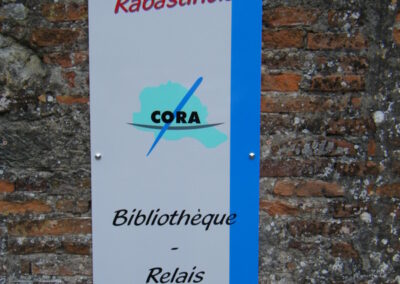 Rabastinois
CORA
Bibliothèque
-
Relais